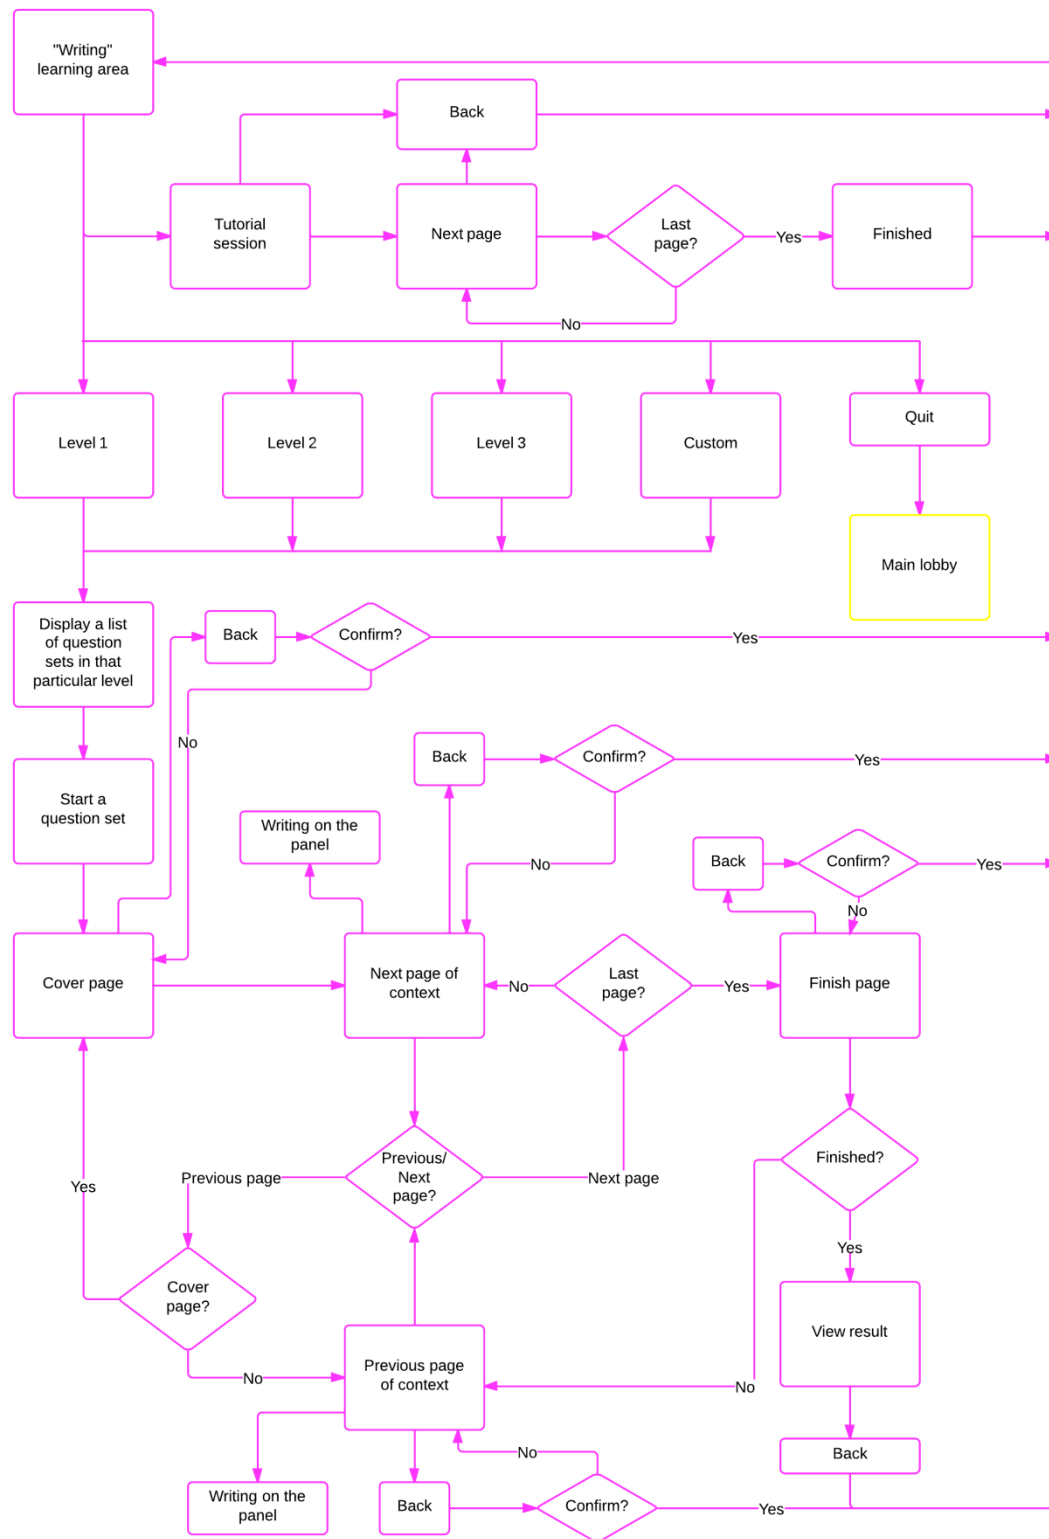 "Writing"
learning area
Back
Tutorial
session
Next page
Last
page?
Yes
Finished
No
Level 1
Level 2
Level 3
Custom
Quit
Main lobby
Display a list
of question
sets in that
particular level
Back
Confirm?
Yes
No
Back
Confirm?
Yes
Start a
question set
Writing on the
panel
No
Back
Confirm?
Yes
No
Cover page
Next page of
context
No
Last
page?
Yes
Finish page
Previous/
Next
page?
Previous page
Next page
Finished?
Yes
Yes
Cover
page?
No
View result
Previous page
of context
No
No
Back
Writing on the
panel
Back
Confirm?
Yes